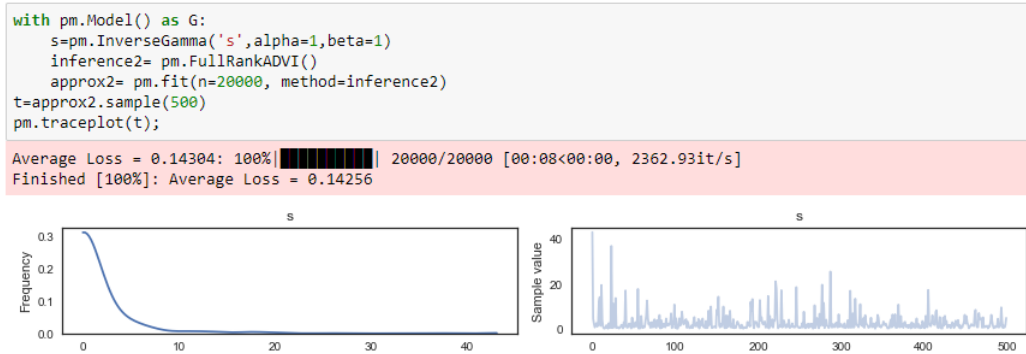 with pm.Model() as G:
    s=pm.InverseGamma('s',alpha=1,beta=1)
    inference2= pm.FullRankADVI()
    approx2= pm.fit(n=20000, method=inference2)
t=approx2.sample(500)
pm.traceplot(t);
Average Loss = 0.14304: 100%|██████████| 20000/20000 [00:08<00:00, 2362.93it/s]
Finished [100%]: Average Loss = 0.14256
s
Frequency
0.3
0.2
0.1
0.0
0 10 20 30 40
s
Sample value
40
20
0
0 100 200 300 400 500